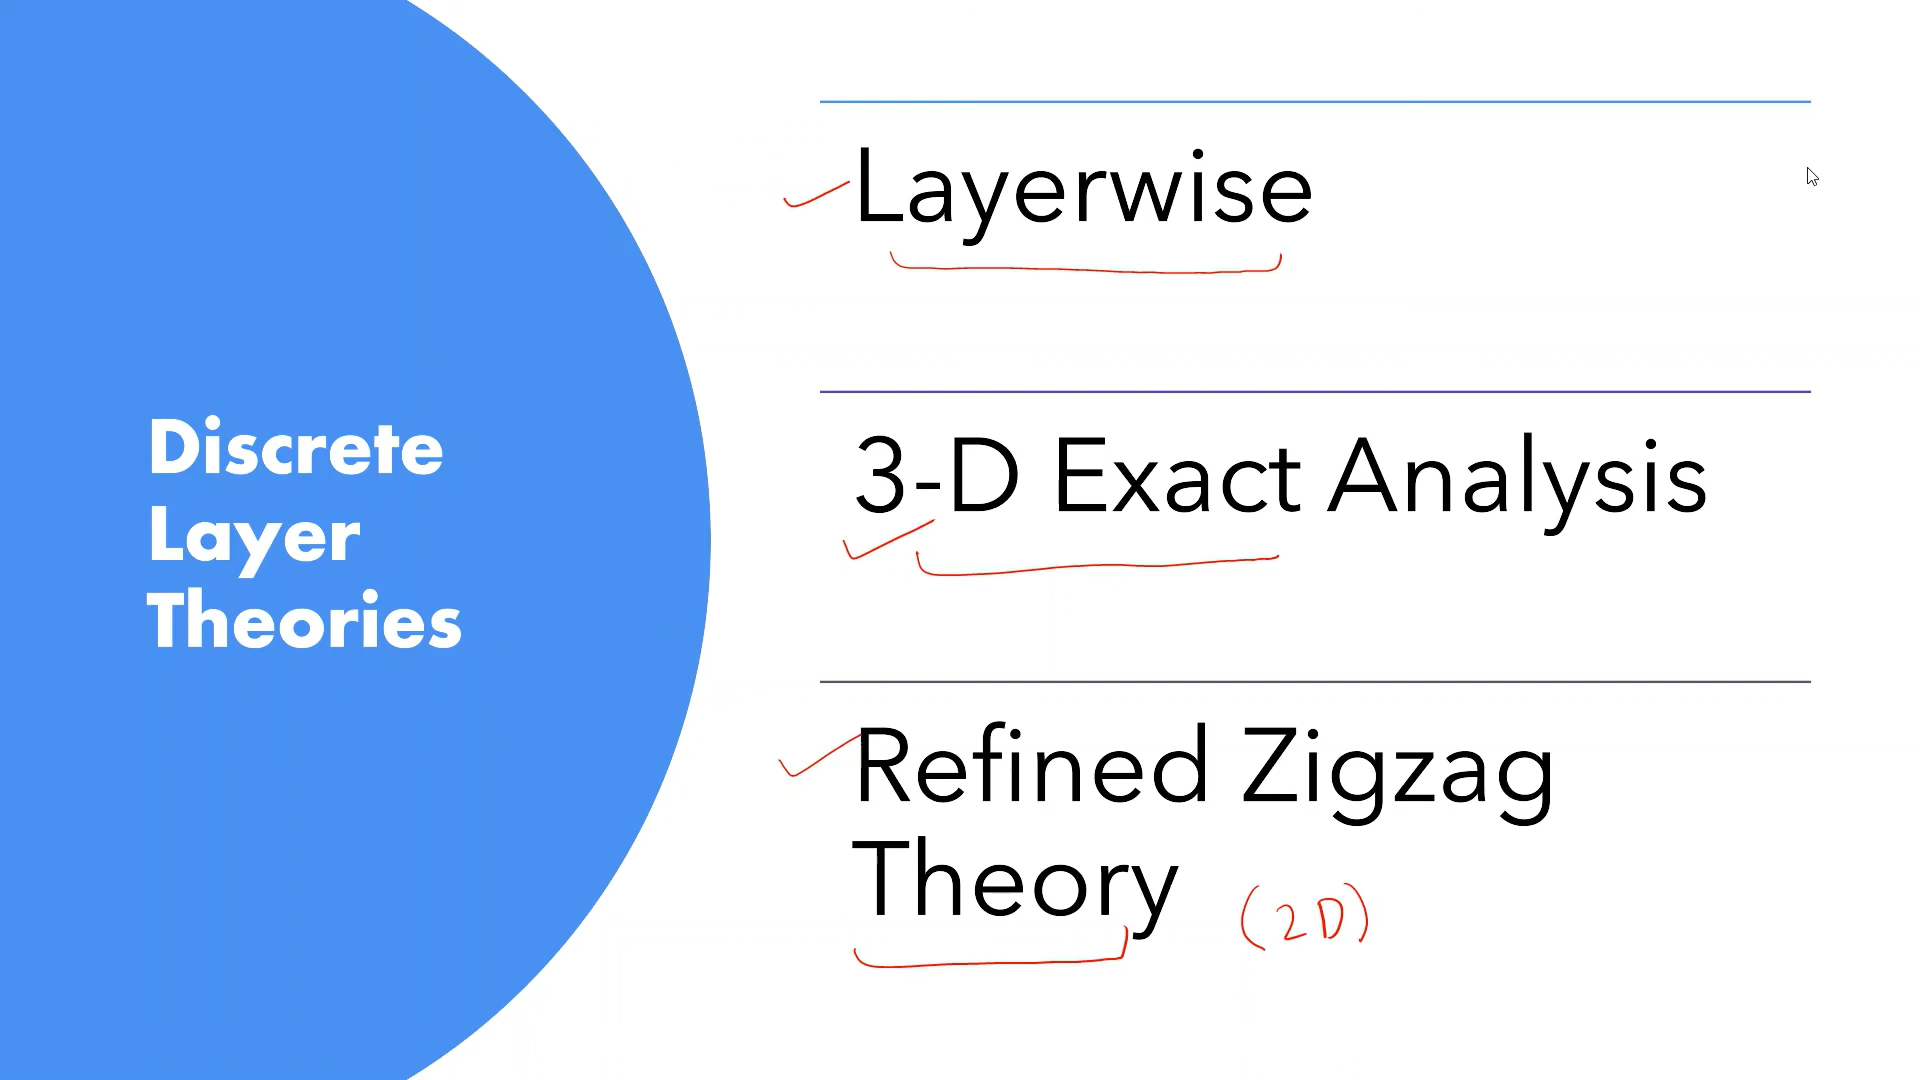 Discrete
Layer
Theories
Layerwise
3-D Exact Analysis
Refined Zigzag
Theory (2D)